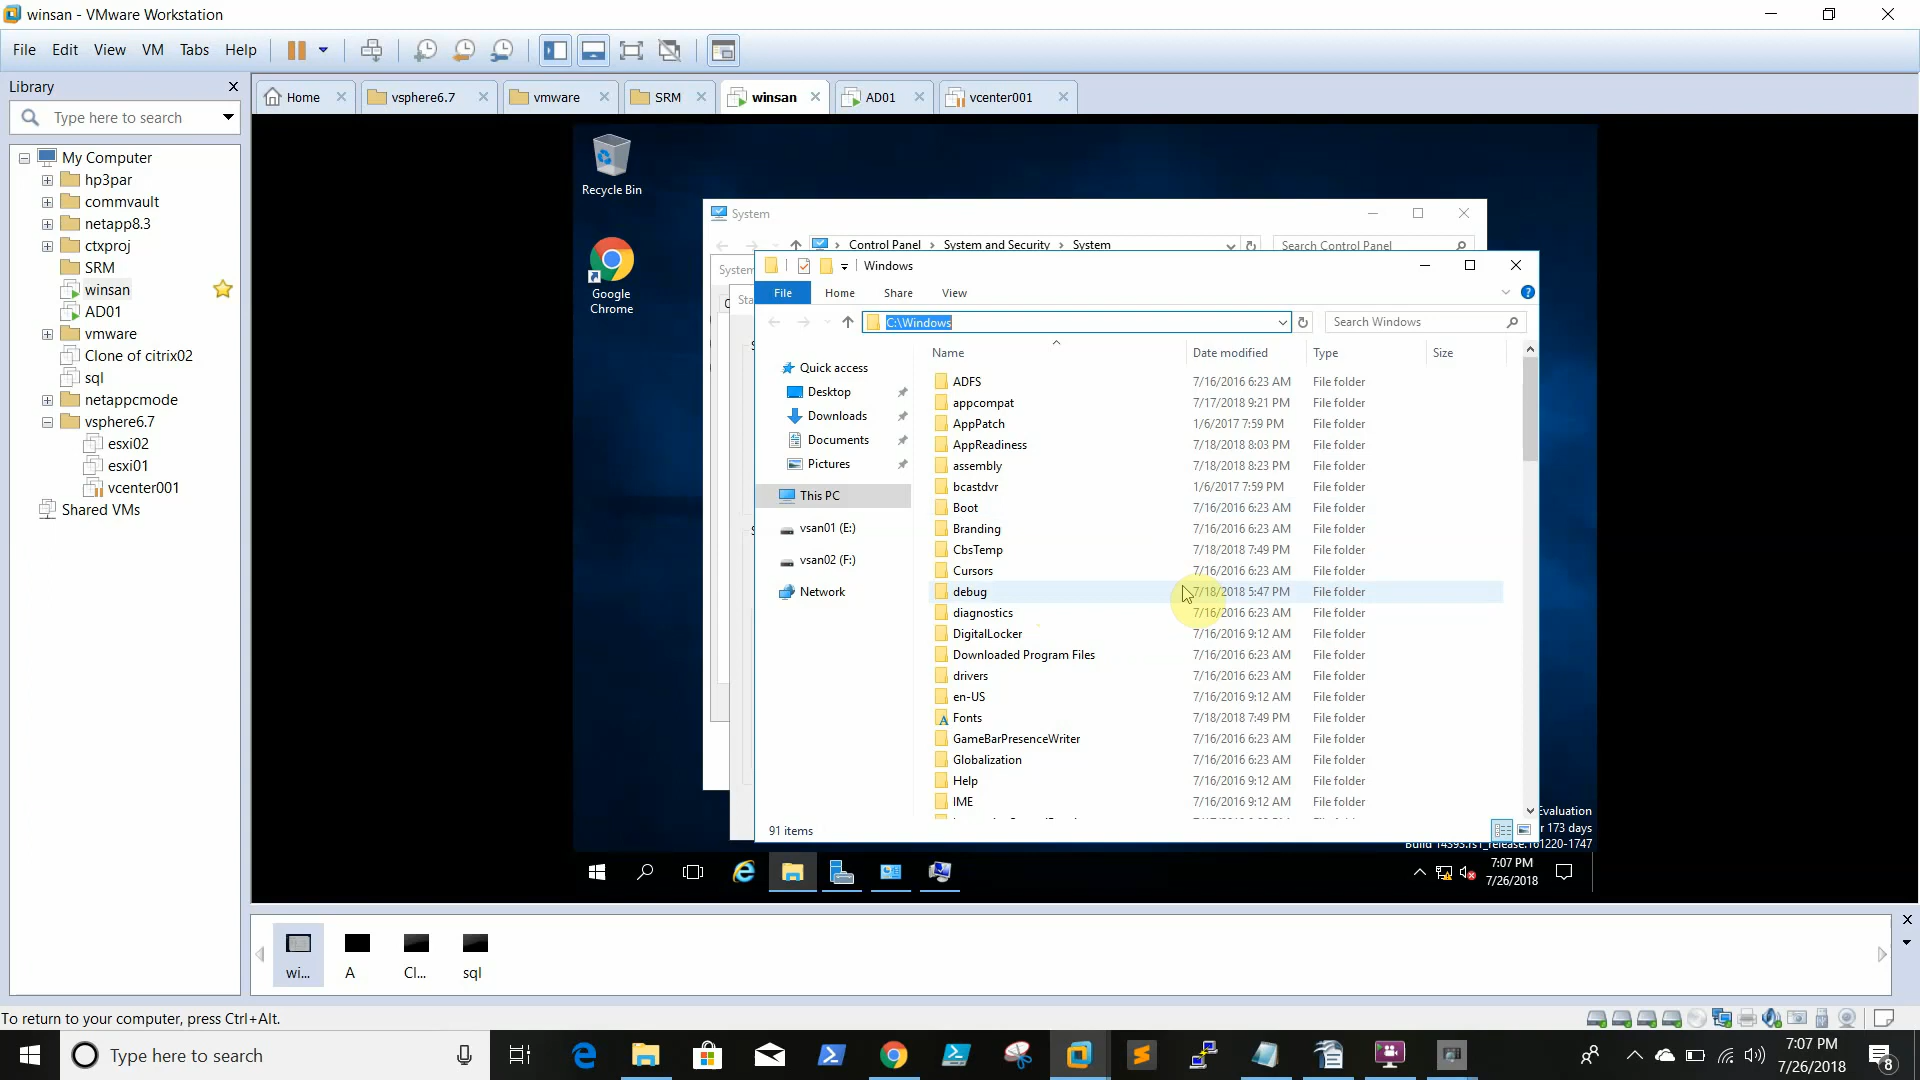 winsan - VMware Workstation
File Edit View VM Tabs Help
Library
Type here to search
My Computer
hp3par
commvault
netapp8.3
ctxproj
SRM
winsan
AD01
vmware
Clone of citrix02
sql
netappcmode
vsphere6.7
esxi02
esxi01
vcenter001
Shared VMs
Home vsphere6.7 vmware SRM winsan AD01 vcenter001
Recycle Bin
Google
Chrome
System
Control Panel System and Security System Search Control Panel
System
Windows
File Home Share View
C:\Windows Search Windows
Quick access
Desktop
Downloads
Documents
Pictures
This PC
vsan01 (E:)
vsan02 (F:)
Network
Name Date modified Type Size
ADFS 7/16/2016 6:23 AM File folder
appcompat 7/17/2018 9:21 PM File folder
AppPatch 1/6/2017 7:59 PM File folder
AppReadiness 7/18/2018 8:03 PM File folder
assembly 7/18/2018 8:23 PM File folder
bcastdvr 1/6/2017 7:59 PM File folder
Boot 7/16/2016 6:23 AM File folder
Branding 7/16/2016 6:23 AM File folder
CbsTemp 7/18/2018 7:49 PM File folder
Cursors 7/16/2016 6:23 AM File folder
debug 7/18/2018 5:47 PM File folder
diagnostics 7/16/2016 6:23 AM File folder
DigitalLocker 7/16/2016 9:12 AM File folder
Downloaded Program Files 7/16/2016 6:23 AM File folder
drivers 7/16/2016 6:23 AM File folder
en-US 7/16/2016 9:12 AM File folder
Fonts 7/18/2018 7:49 PM File folder
GameBarPresenceWriter 7/16/2016 6:23 AM File folder
Globalization 7/16/2016 6:23 AM File folder
Help 7/16/2016 9:12 AM File folder
IME 7/16/2016 9:12 AM File folder
91 items
Evaluation
r 173 days
Build 14393.rs1_release.161220-1747
7:07 PM
7/26/2018
wi... A Cl... sql
To return to your computer, press Ctrl+Alt.
Type here to search
7:07 PM
7/26/2018
8